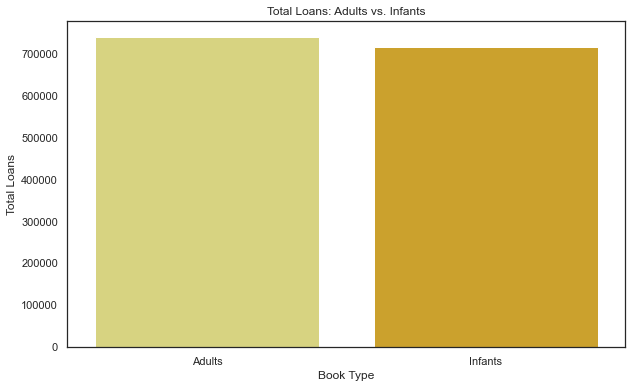 Total Loans: Adults vs. Infants
Total Loans
700000
600000
500000
400000
300000
200000
100000
0
Adults
Infants
Book Type